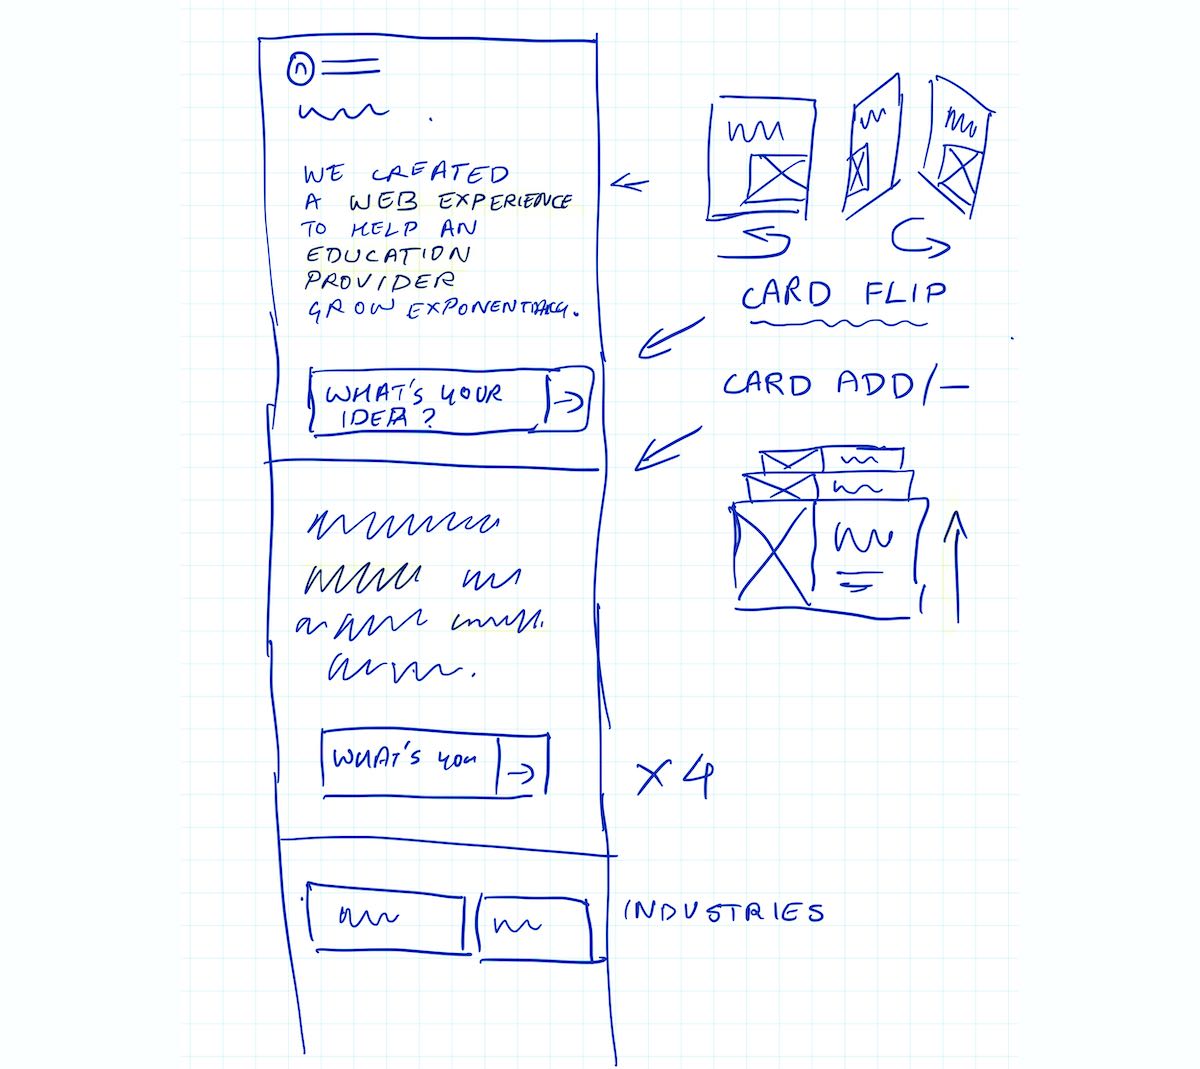 n
WE CREATED
A WEB EXPERIENCE
TO HELP AN
EDUCATION
PROVIDER
GROW EXPONENTIALLY.
WHAT'S YOUR
IDEA?
CARD FLIP
CARD ADD/-
WHAT'S YOU
X4
INDUSTRIES